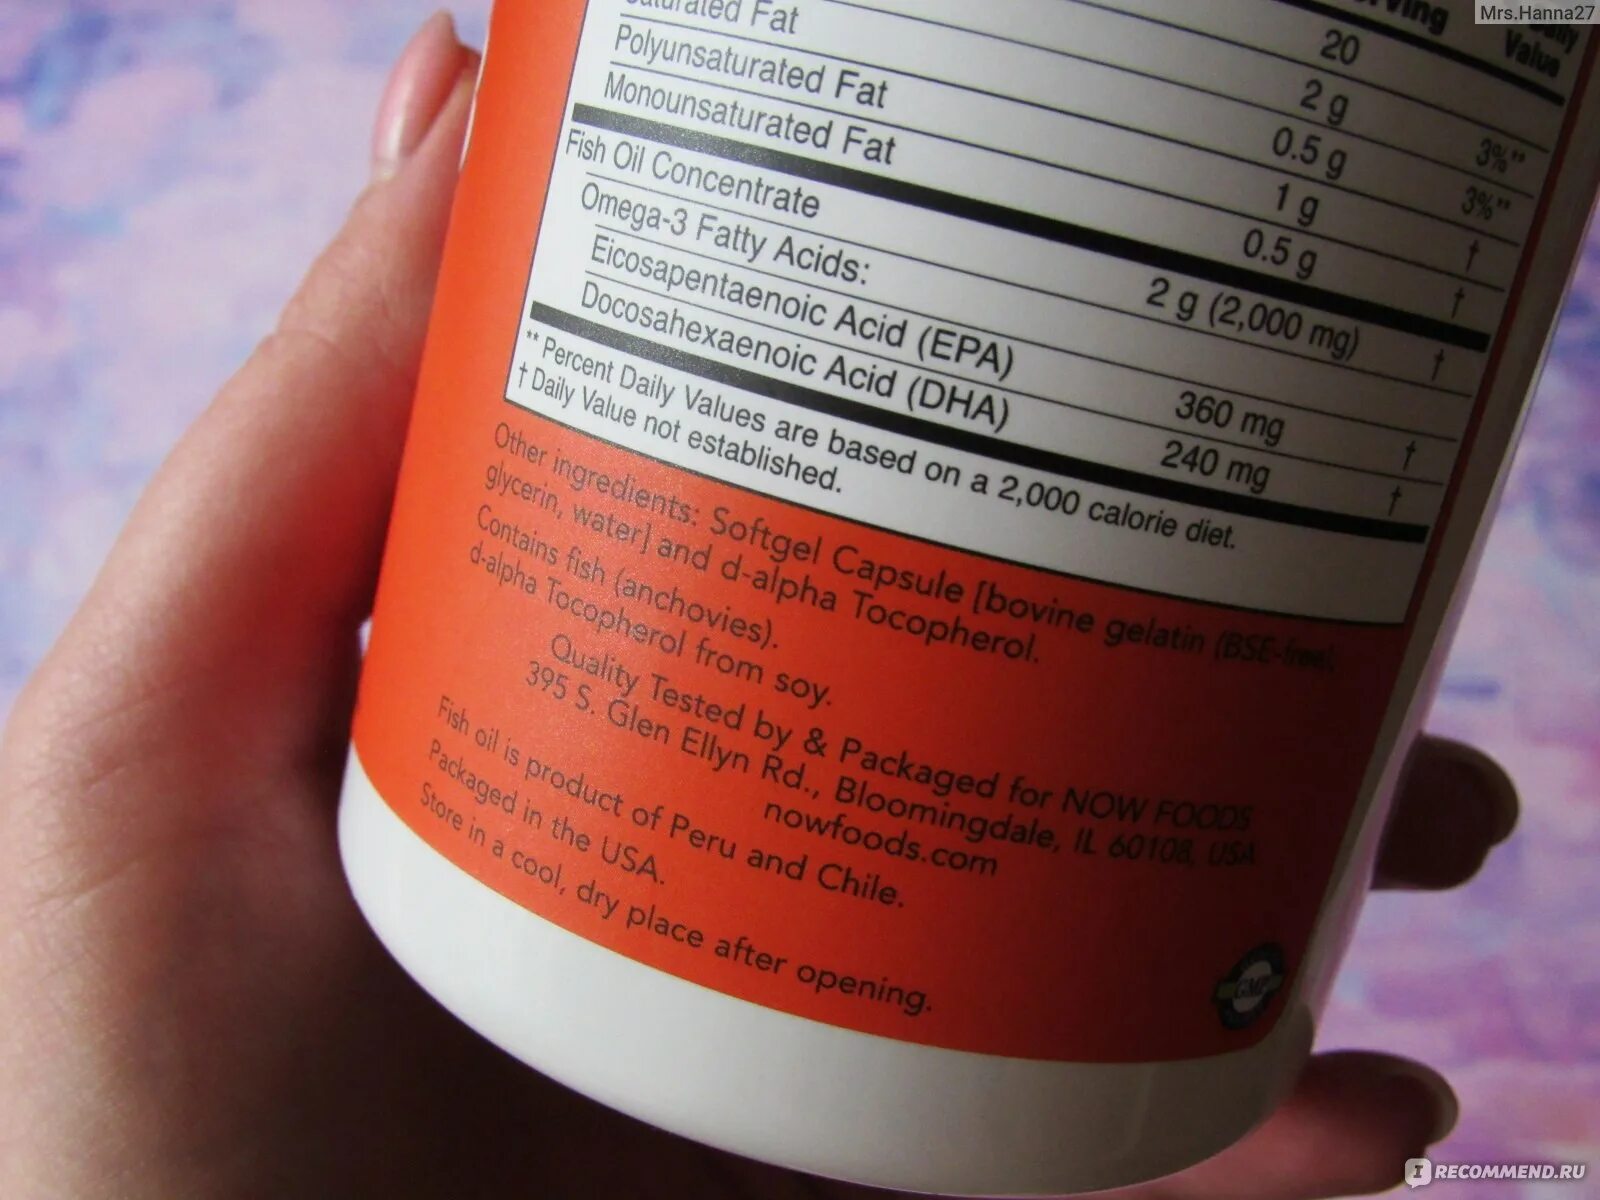 Mrs.Hanna27
Value
Saturated Fat 20
Polyunsaturated Fat 2 g 3%**
Monounsaturated Fat 0.5 g 3%**
1 g †
0.5 g †
Fish Oil Concentrate 2 g (2,000 mg) †
Omega-3 Fatty Acids:
Eicosapentaenoic Acid (EPA) 360 mg †
Docosahexaenoic Acid (DHA) 240 mg †
** Percent Daily Values are based on a 2,000 calorie diet.
† Daily Value not established.
Other ingredients: Softgel Capsule [bovine gelatin (BSE-free),
glycerin, water] and d-alpha Tocopherol.
Contains fish (anchovies).
d-alpha Tocopherol from soy.
Quality Tested by & Packaged for NOW FOODS
395 S. Glen Ellyn Rd., Bloomingdale, IL 60108, USA
nowfoods.com
Fish oil is product of Peru and Chile.
Packaged in the USA.
Store in a cool, dry place after opening.
GMP
IRECOMMEND.RU